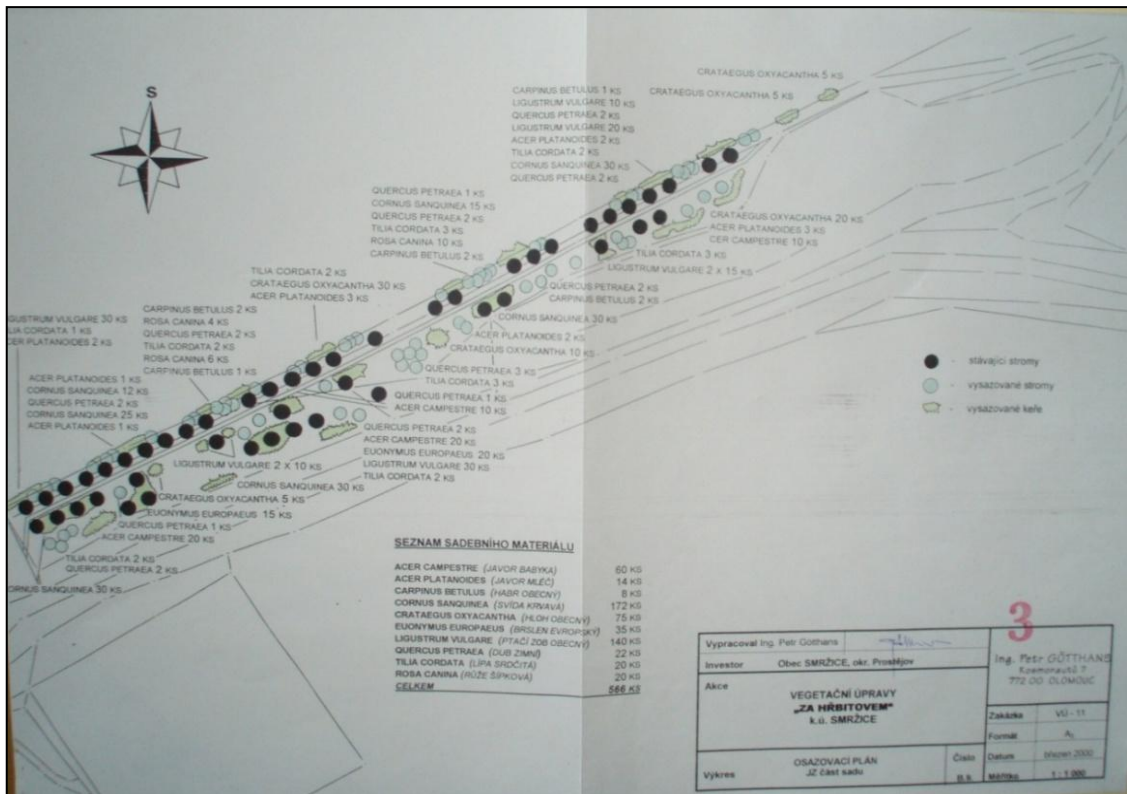 S
CRATAEGUS OXYACANTHA 5 KS
CRATAEGUS OXYACANTHA 5 KS
CARPINUS BETULUS 1 KS
LIGUSTRUM VULGARE 10 KS
QUERCUS PETRAEA 2 KS
LIGUSTRUM VULGARE 20 KS
ACER PLATANOIDES 2 KS
TILIA CORDATA 2 KS
CORNUS SANQUINEA 30 KS
QUERCUS PETRAEA 2 KS
QUERCUS PETRAEA 1 KS
CORNUS SANQUINEA 15 KS
QUERCUS PETRAEA 2 KS
TILIA CORDATA 3 KS
ROSA CANINA 10 KS
CARPINUS BETULUS 2 KS
CRATAEGUS OXYACANTHA 20 KS
ACER PLATANOIDES 3 KS
CER CAMPESTRE 10 KS
TILIA CORDATA 3 KS
LIGUSTRUM VULGARE 2 X 15 KS
TILIA CORDATA 2 KS
CRATAEGUS OXYACANTHA 30 KS
ACER PLATANOIDES 3 KS
QUERCUS PETRAEA 2 KS
CARPINUS BETULUS 2 KS
CORNUS SANQUINEA 30 KS
ACER PLATANOIDES 2 KS
CRATAEGUS OXYACANTHA 10 KS
QUERCUS PETRAEA 3 KS
TILIA CORDATA 3 KS
CARPINUS BETULUS 2 KS
ROSA CANINA 4 KS
QUERCUS PETRAEA 2 KS
TILIA CORDATA 2 KS
ROSA CANINA 6 KS
CARPINUS BETULUS 1 KS
GUSTRUM VULGARE 30 KS
ILIA CORDATA 1 KS
CER PLATANOIDES 2 KS
ACER PLATANOIDES 1 KS
CORNUS SANQUINEA 12 KS
QUERCUS PETRAEA 2 KS
CORNUS SANQUINEA 25 KS
ACER PLATANOIDES 1 KS
QUERCUS PETRAEA 1 KS
ACER CAMPESTRE 10 KS
QUERCUS PETRAEA 2 KS
ACER CAMPESTRE 20 KS
EUONYMUS EUROPAEUS 20 KS
LIGUSTRUM VULGARE 30 KS
TILIA CORDATA 2 KS
LIGUSTRUM VULGARE 2 X 10 KS
CORNUS SANQUINEA 30 KS
CRATAEGUS OXYACANTHA 5 KS
EUONYMUS EUROPAEUS 15 KS
QUERCUS PETRAEA 1 KS
ACER CAMPESTRE 20 KS
TILIA CORDATA 2 KS
QUERCUS PETRAEA 2 KS
CORNUS SANQUINEA 30 KS
- stávající stromy
- vysazované stromy
- vysazované keře
SEZNAM SADEBNÍHO MATERIÁLU
ACER CAMPESTRE (JAVOR BABYKA) 60 KS
ACER PLATANOIDES (JAVOR MLÉČ) 14 KS
CARPINUS BETULUS (HABR OBECNÝ) 8 KS
CORNUS SANQUINEA (SVÍDA KRVAVÁ) 172 KS
CRATAEGUS OXYACANTHA (HLOH OBECNÝ) 75 KS
EUONYMUS EUROPAEUS (BRSLEN EVROPSKÝ) 35 KS
LIGUSTRUM VULGARE (PTAČÍ ZOB OBECNÝ) 140 KS
QUERCUS PETRAEA (DUB ZIMNÍ) 22 KS
TILIA CORDATA (LÍPA SRDČITÁ) 20 KS
ROSA CANINA (RŮŽE ŠÍPKOVÁ) 20 KS
CELKEM 566 KS
3
Vypracoval Ing. Petr Götthans
Investor Obec SMRŽICE, okr. Prostějov
Akce
VEGETAČNÍ ÚPRAVY
„ZA HŘBITOVEM"
k.ú. SMRŽICE
Výkres
OSAZOVACÍ PLÁN
JZ část sadu
Číslo
B.5.
Ing. Petr GÖTTHANS
Kosmonautů 7
772 00 OLOMOUC
Zakázka VÚ - 11
Formát A
Datum březen 2000
Měřítko 1 : 1 000